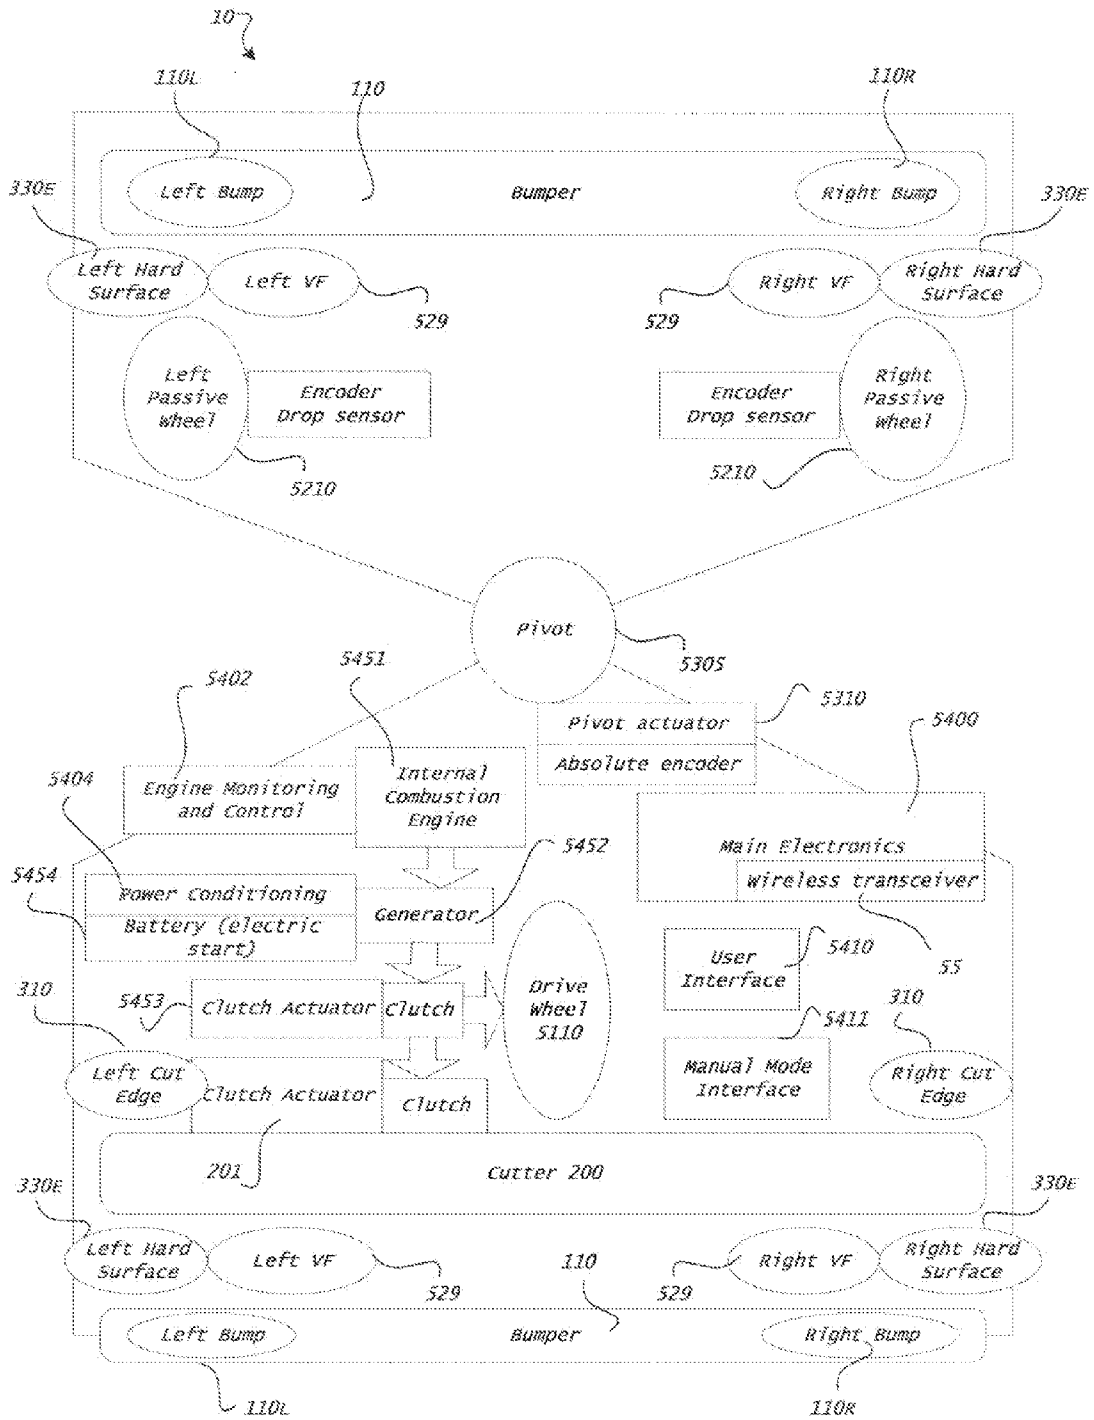 10
110L
110
110R
Left Bump
Bumper
Right Bump
330E
330E
Left Hard
Surface
Left VF
Right VF
Right Hard
Surface
529
529
Left
Passive
Wheel
Encoder
Drop sensor
Encoder
Drop sensor
Right
Passive
Wheel
5210
5210
Pivot
5305
5451
5402
5310
5400
Pivot actuator
Absolute encoder
5404
Engine Monitoring
and Control
Internal
Combustion
Engine
Main Electronics
Wireless transceiver
5452
5454
Power Conditioning
Battery (electric
start)
Generator
User
Interface
5410
55
310
5453
Clutch Actuator
Clutch
Drive
Wheel
5110
5411
310
Left Cut
Edge
Clutch Actuator
Clutch
Manual Mode
Interface
Right Cut
Edge
201
Cutter 200
330E
330E
Left Hard
Surface
Left VF
110
Right VF
Right Hard
Surface
529
529
Left Bump
Bumper
Right Bump
110L
110R